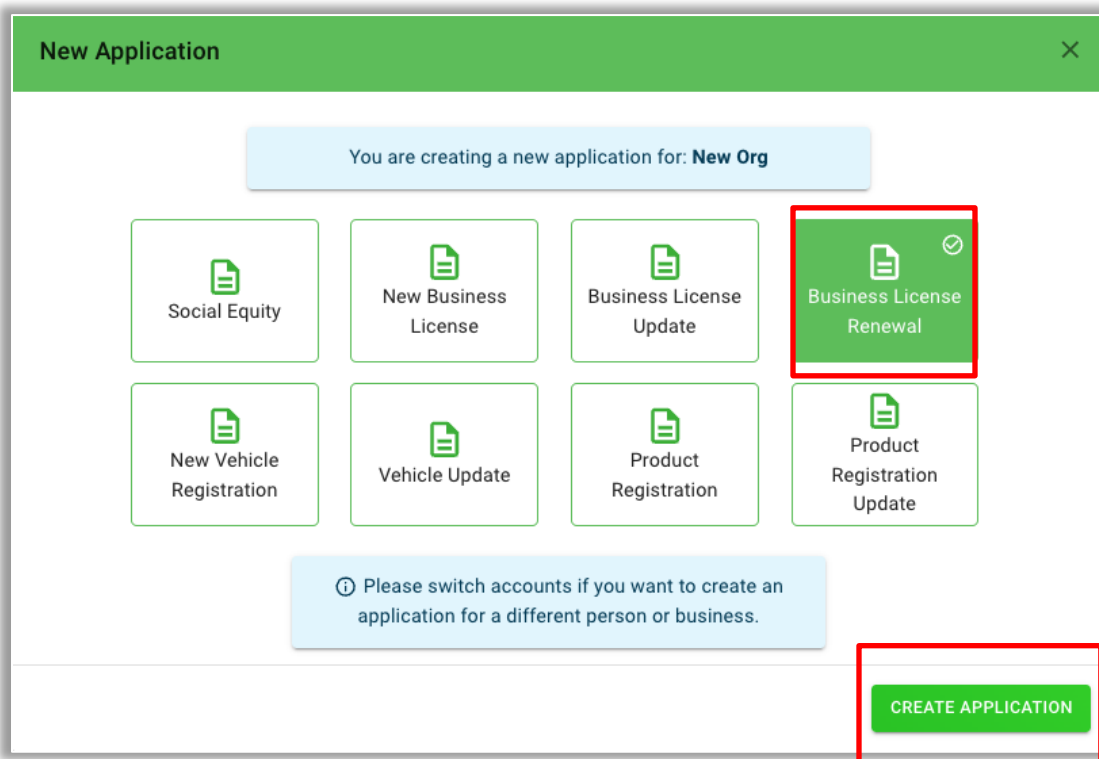 New Application
You are creating a new application for: New Org
Social Equity
New Business
License
Business License
Update
Business License
Renewal
New Vehicle
Registration
Vehicle Update
Product
Registration
Product
Registration
Update
Please switch accounts if you want to create an
application for a different person or business.
CREATE APPLICATION